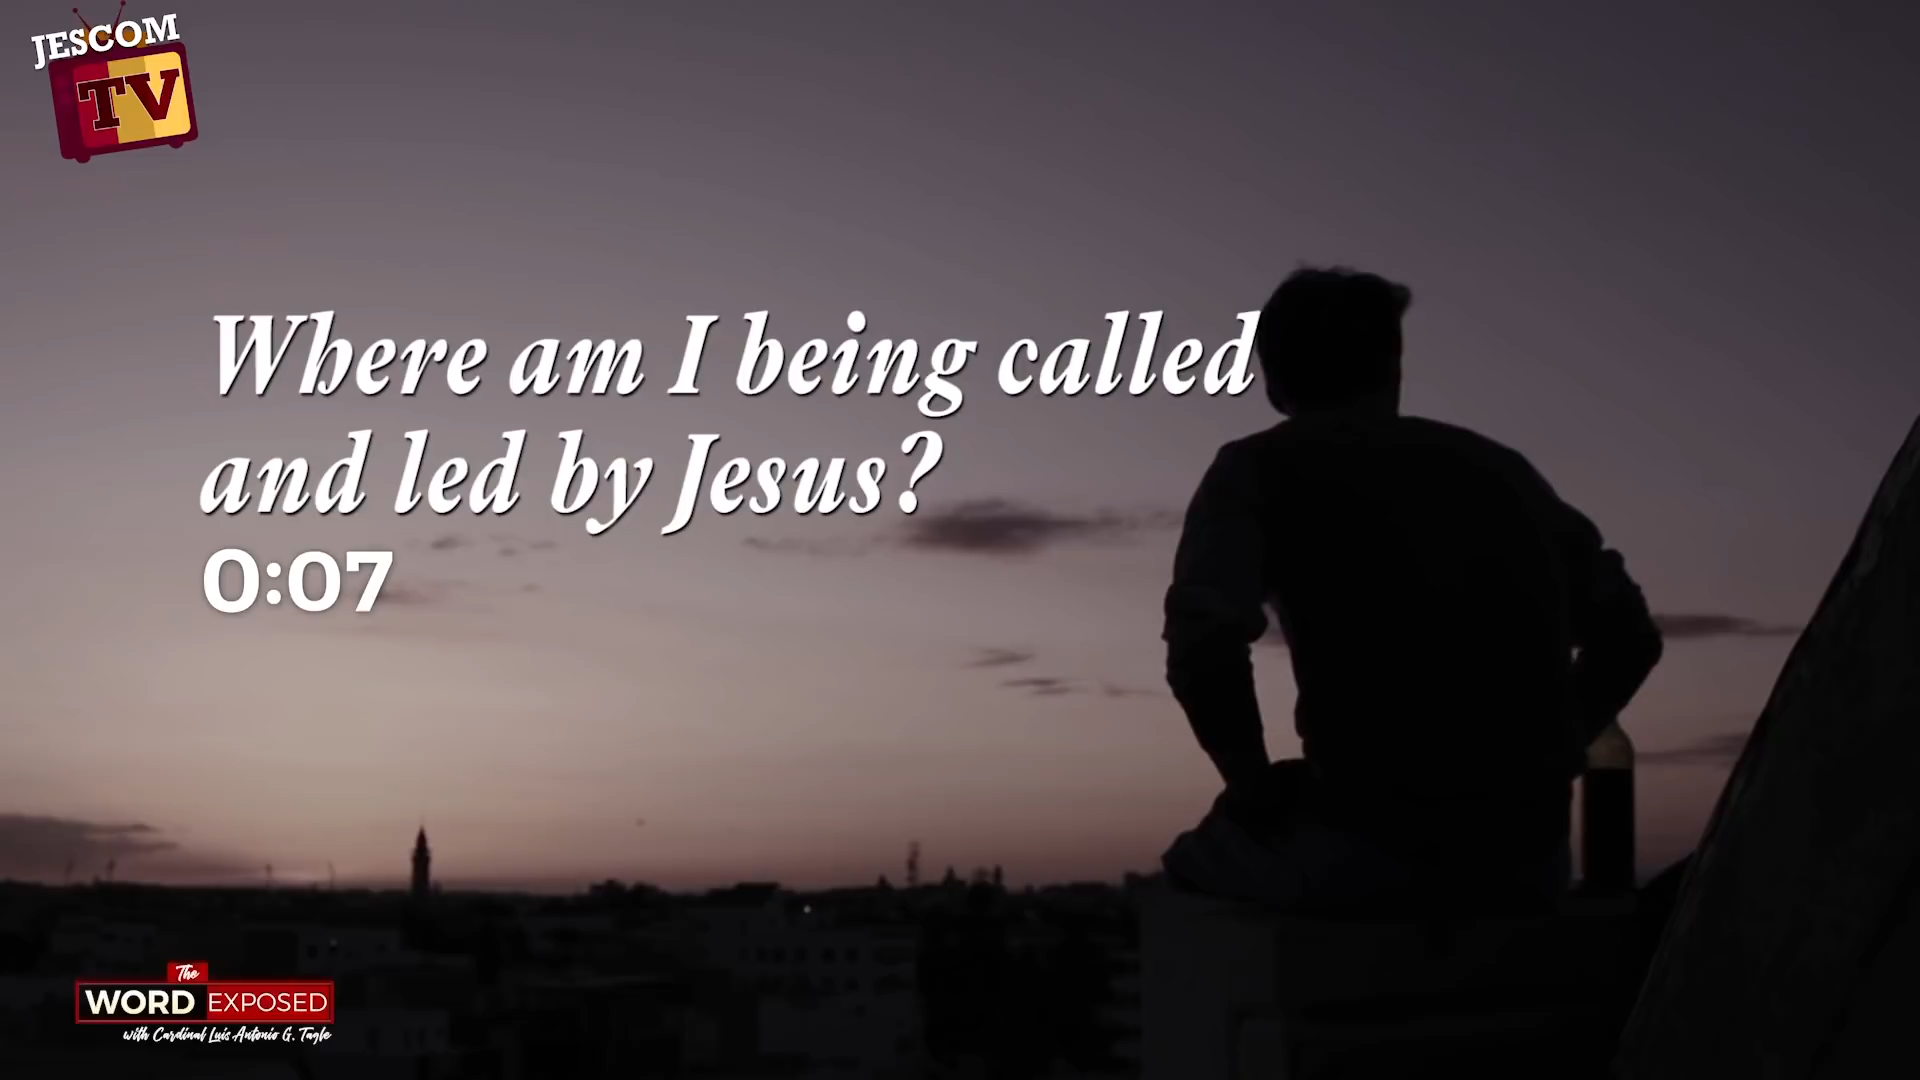 JESCOM
TV
Where am I being called
and led by Jesus?
0:07
The
WORD EXPOSED
with Cardinal Luis Antonio G. Tagle